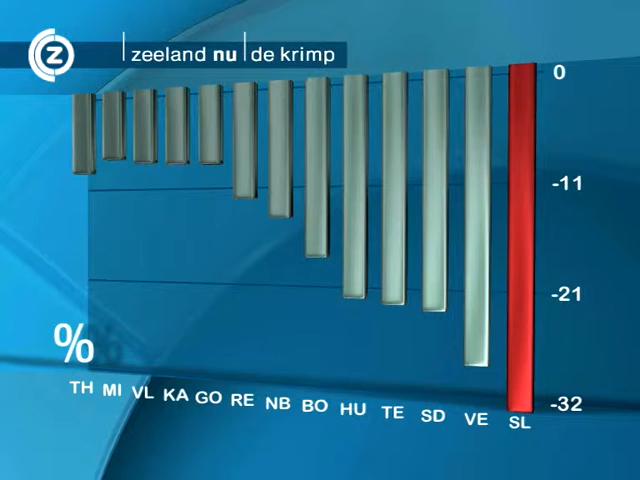 z
zeeland nu de krimp
0
-11
-21
-32
%
TH MI VL KA GO RE NB BO HU TE SD VE SL